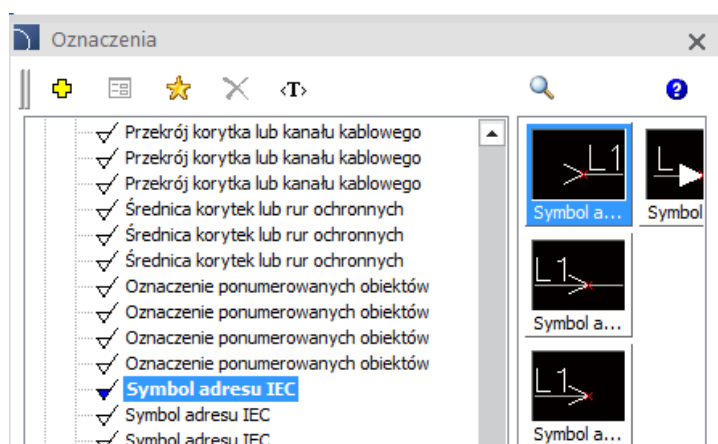 Oznaczenia
<T>
Przekrój korytka lub kanału kablowego
Przekrój korytka lub kanału kablowego
Przekrój korytka lub kanału kablowego
Średnica korytek lub rur ochronnych
Średnica korytek lub rur ochronnych
Średnica korytek lub rur ochronnych
Oznaczenie ponumerowanych obiektów
Oznaczenie ponumerowanych obiektów
Oznaczenie ponumerowanych obiektów
Oznaczenie ponumerowanych obiektów
Symbol adresu IEC
Symbol adresu IEC
Symbol adresu IEC
L1
Symbol a...
L
Symbol
L1
Symbol a...
L1
Symbol a...